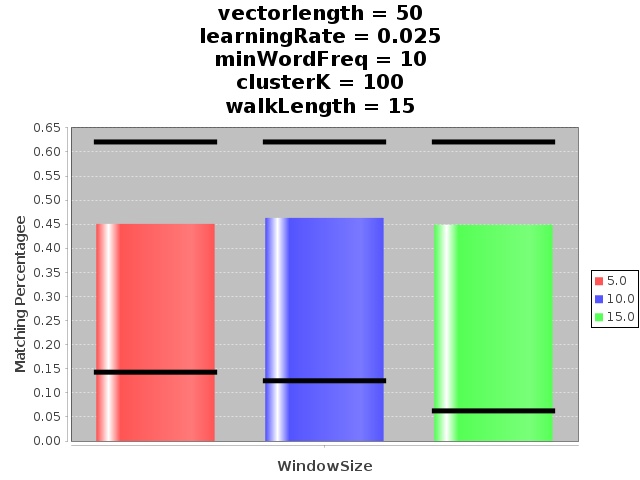 vectorlength = 50
learningRate = 0.025
minWordFreq = 10
clusterK = 100
walkLength = 15
0.65
0.60
0.55
0.50
0.45
0.40
0.35
0.30
0.25
0.20
0.15
0.10
0.05
0.00
Matching Percentagee
WindowSize
5.0
10.0
15.0